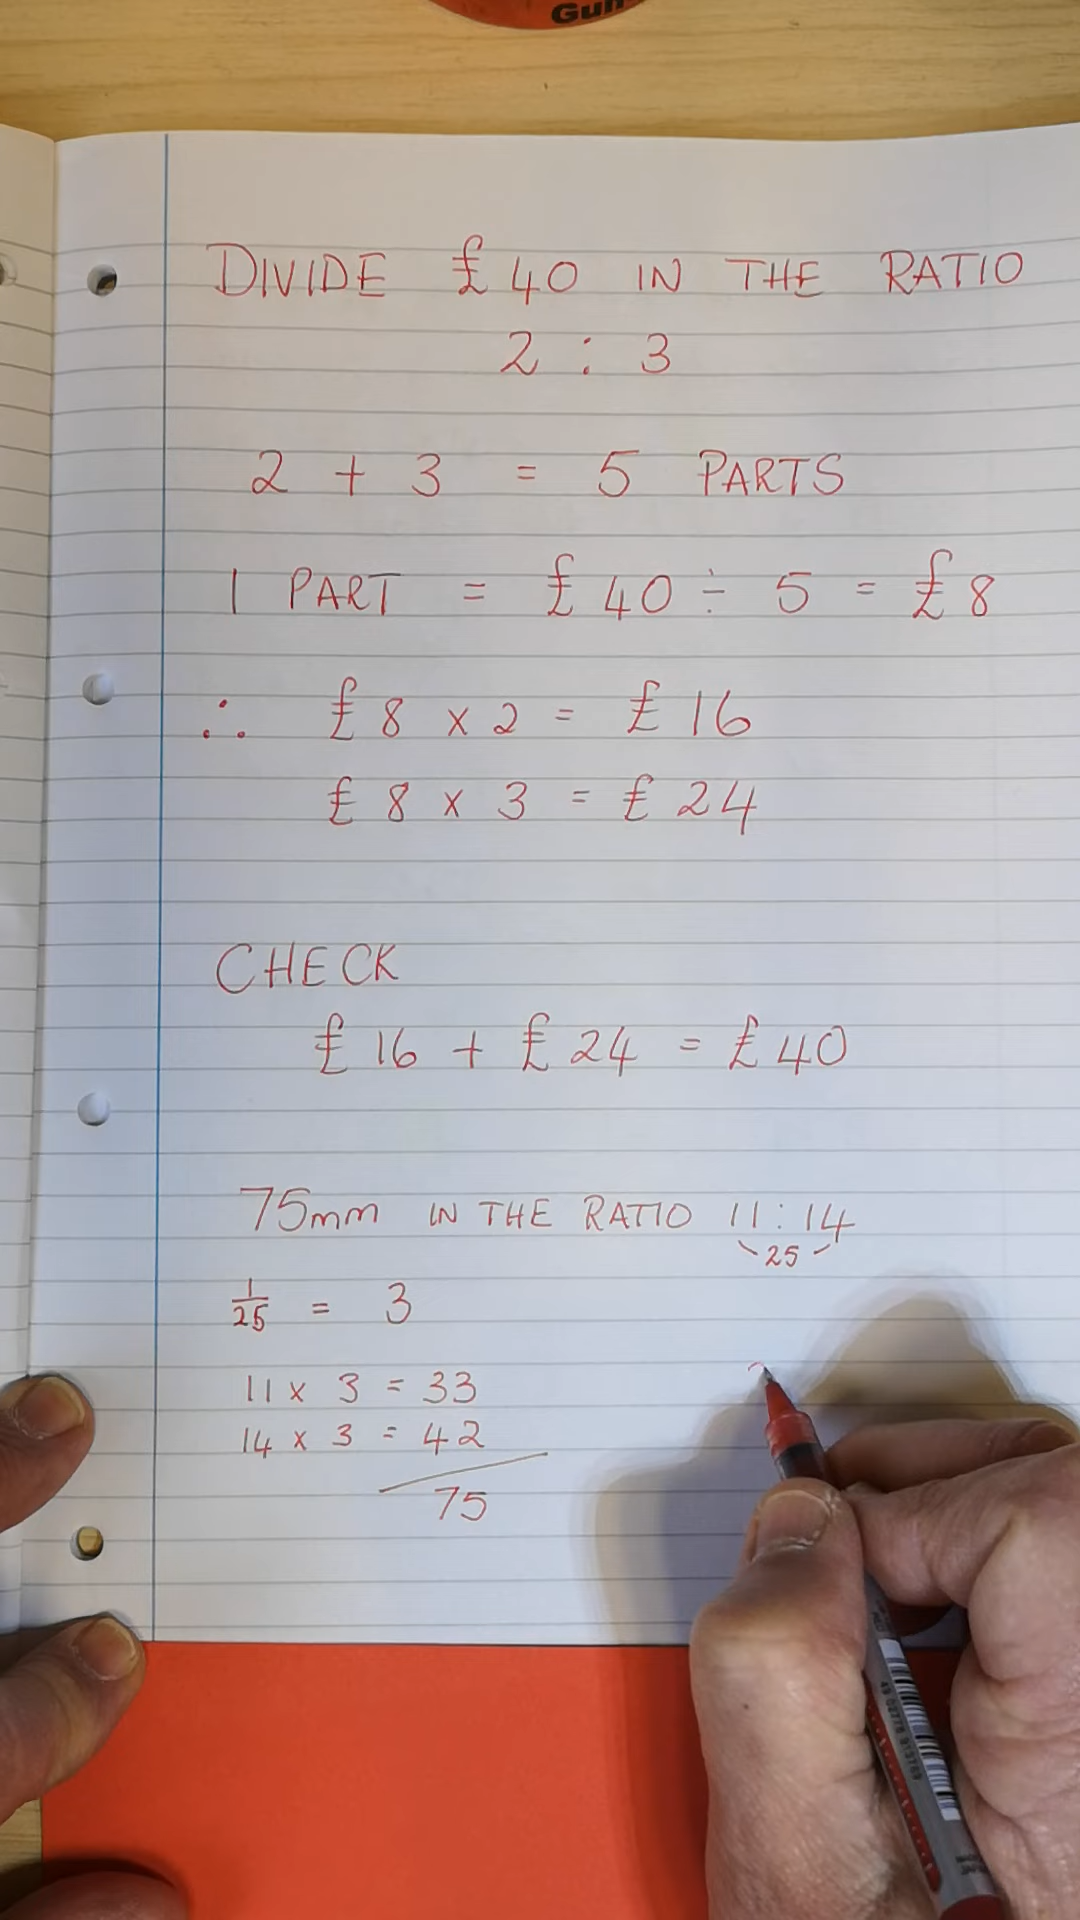 DIVIDE £40 IN THE RATIO
2 : 3
2 + 3 = 5 PARTS
1 PART = £40 ÷ 5 = £8
∴ £8 x 2 = £16
£8 x 3 = £24
CHECK
£16 + £24 = £40
75mm IN THE RATIO 11:14
25
1/25 = 3
11 x 3 = 33
14 x 3 = 42
75